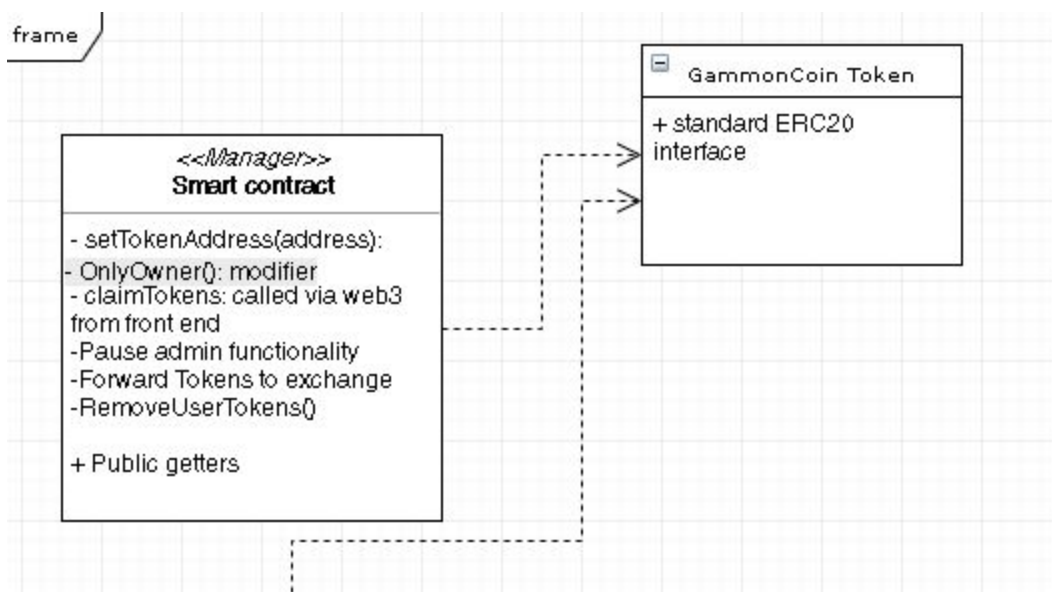 frame
GammonCoin Token
+ standard ERC20
interface
<<Manager>>
Smart contract
- setTokenAddress(address):
- OnlyOwner(): modifier
- claimTokens: called via web3
from front end
-Pause admin functionality
-Forward Tokens to exchange
-RemoveUserTokens()
+ Public getters